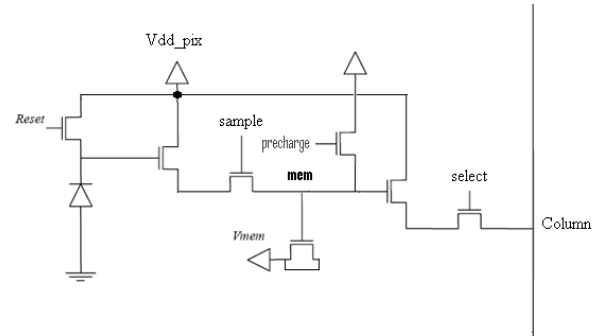 Vdd_pix
Reset
sample
precharge
mem
select
Column
Vmem